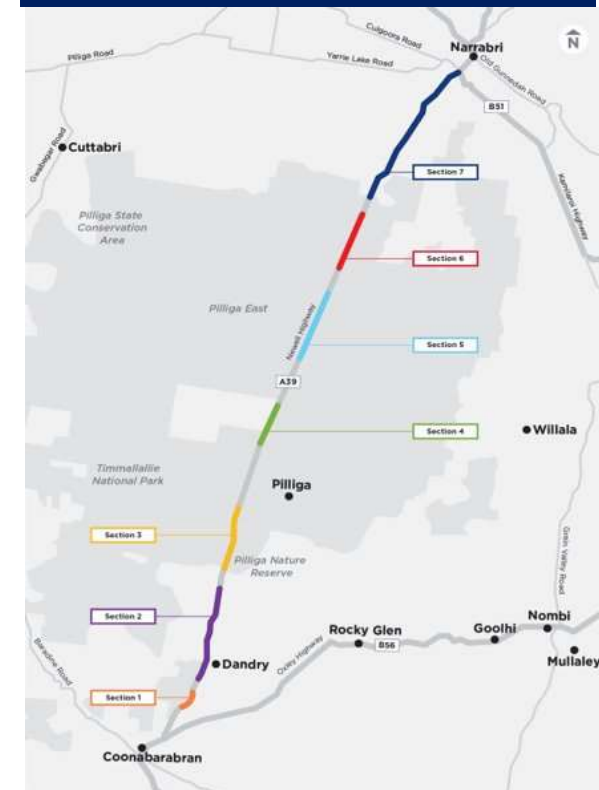 Culgoora Road
N
Narrabri
Pilliga Road
Yarrie Lake Road
Old Gunnedah Road
B51
Gwabegar Road
Cuttabri
Kamilaroi Highway
Section 7
Pilliga State
Conservation
Area
Section 6
Pilliga East
Newell Highway
Section 5
A39
Section 4
Willala
Timmallallie
National Park
Pilliga
Section 3
Pilliga Nature
Reserve
Grain Valley Road
Section 2
Nombi
Rocky Glen
Goolhi
B56
Baradine Road
Oxley Highway
Dandry
Mullaley
Section 1
Coonabarabran